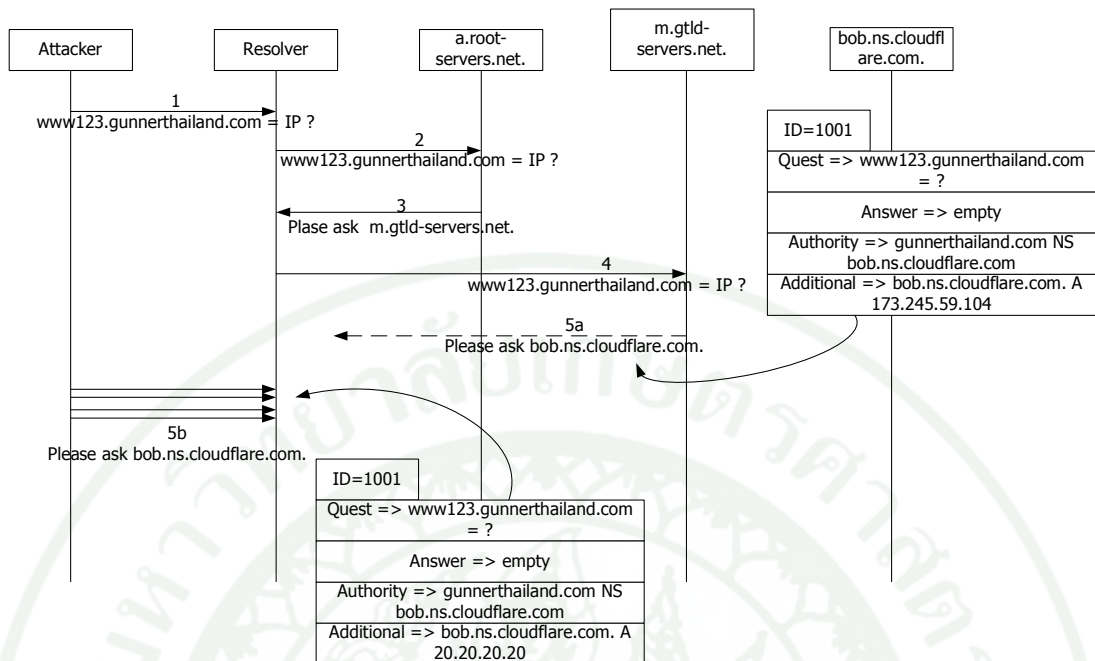 Attacker
Resolver
a.root-
servers.net.
m.gtld-
servers.net.
bob.ns.cloudfl
are.com.
1
www123.gunnerthailand.com = IP ?
2
www123.gunnerthailand.com = IP ?
3
Plase ask  m.gtld-servers.net.
4
www123.gunnerthailand.com = IP ?
ID=1001
Quest => www123.gunnerthailand.com
= ?
Answer => empty
Authority => gunnerthailand.com NS
bob.ns.cloudflare.com
Additional => bob.ns.cloudflare.com. A
173.245.59.104
5a
Please ask bob.ns.cloudflare.com.
5b
Please ask bob.ns.cloudflare.com.
ID=1001
Quest => www123.gunnerthailand.com
= ?
Answer => empty
Authority => gunnerthailand.com NS
bob.ns.cloudflare.com
Additional => bob.ns.cloudflare.com. A
20.20.20.20